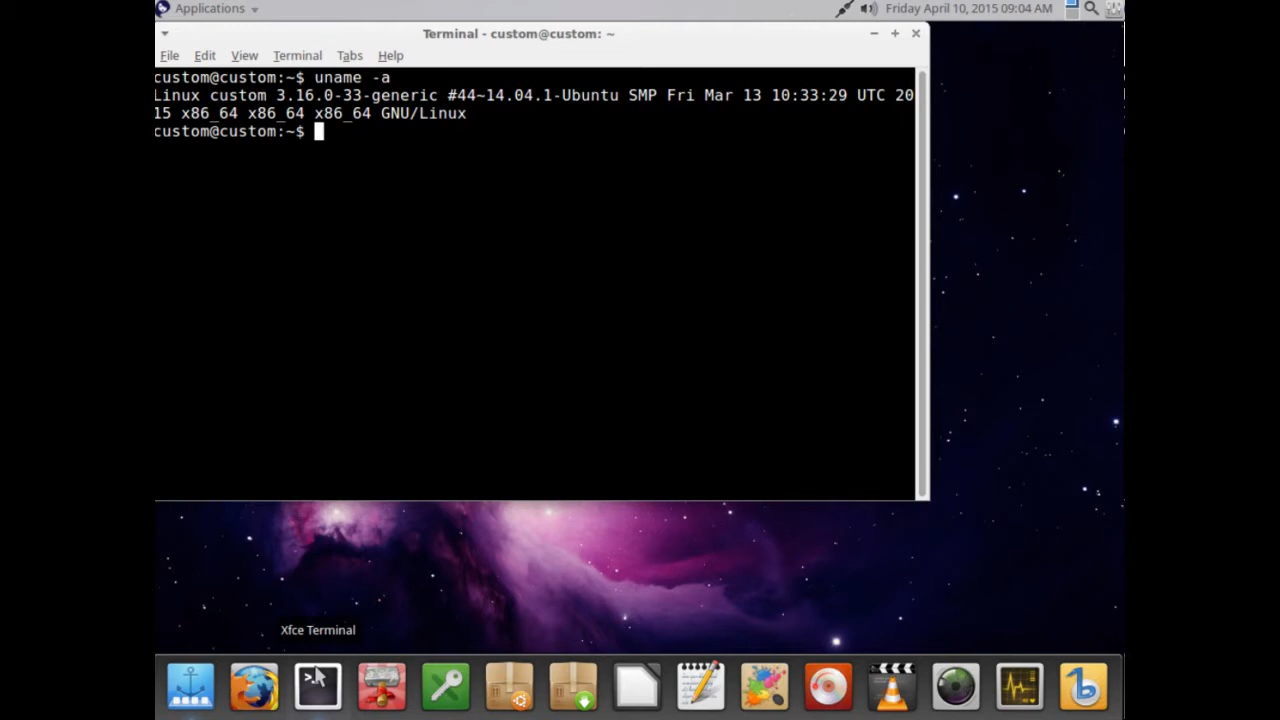 Applications
Friday April 10, 2015 09:04 AM
Terminal - custom@custom: ~
File Edit View Terminal Tabs Help
custom@custom:~$ uname -a
Linux custom 3.16.0-33-generic #44~14.04.1-Ubuntu SMP Fri Mar 13 10:33:29 UTC 20
15 x86_64 x86_64 x86_64 GNU/Linux
custom@custom:~$
Xfce Terminal